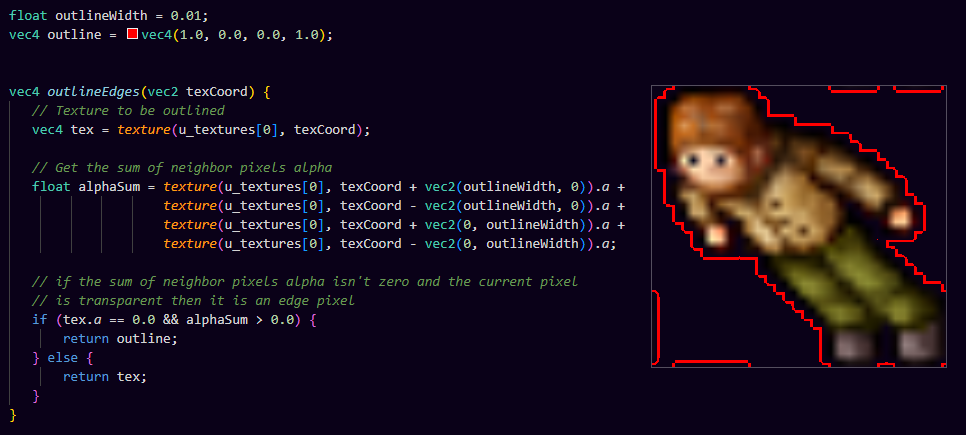 float outlineWidth = 0.01;
vec4 outline = vec4(1.0, 0.0, 0.0, 1.0);
vec4 outlineEdges(vec2 texCoord) {
// Texture to be outlined
vec4 tex = texture(u_textures[0], texCoord);
// Get the sum of neighbor pixels alpha
float alphaSum = texture(u_textures[0], texCoord + vec2(outlineWidth, 0)).a +
texture(u_textures[0], texCoord - vec2(outlineWidth, 0)).a +
texture(u_textures[0], texCoord + vec2(0, outlineWidth)).a +
texture(u_textures[0], texCoord - vec2(0, outlineWidth)).a;
// if the sum of neighbor pixels alpha isn't zero and the current pixel
// is transparent then it is an edge pixel
if (tex.a == 0.0 && alphaSum > 0.0) {
return outline;
} else {
return tex;
}
}